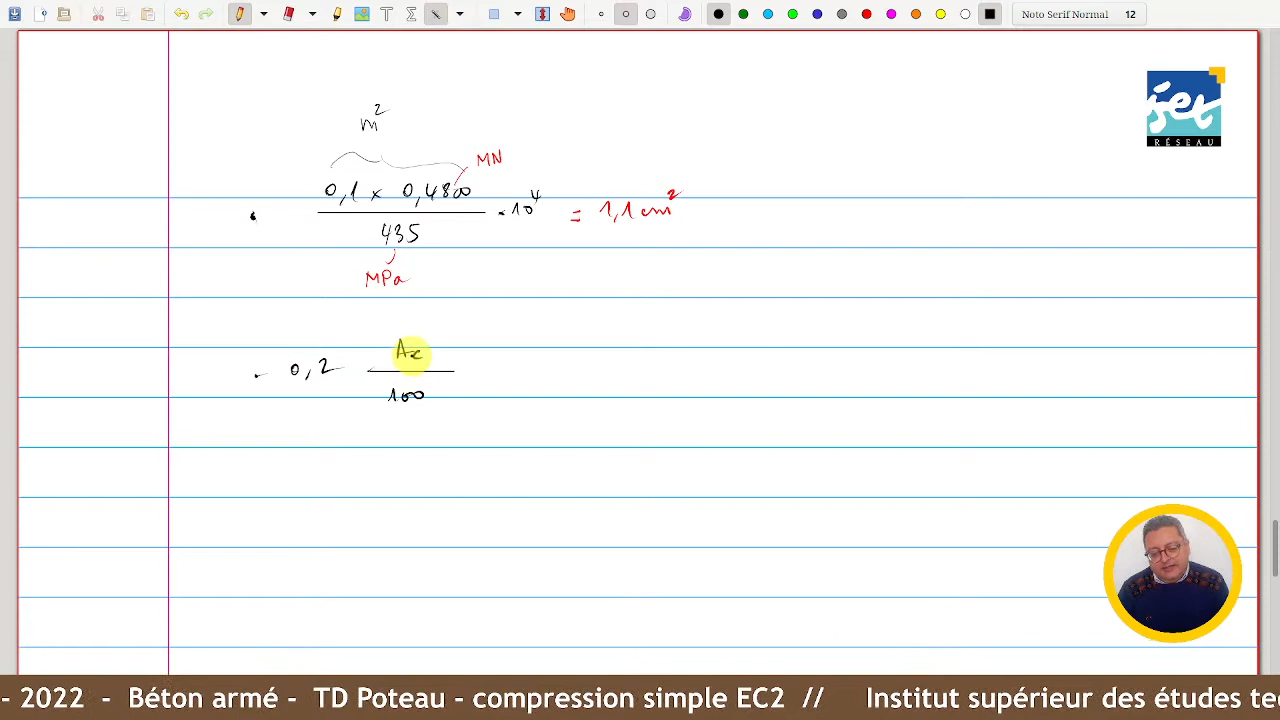 Noto Serif Normal 12
m²
MN
0,1 x 0,4800
435
· 10⁴
= 1,1 cm²
MPa
iset
RÉSEAU
· 0,2
Ac
100
- 2022 - Béton armé - TD Poteau - compression simple EC2 // Institut supérieur des études te